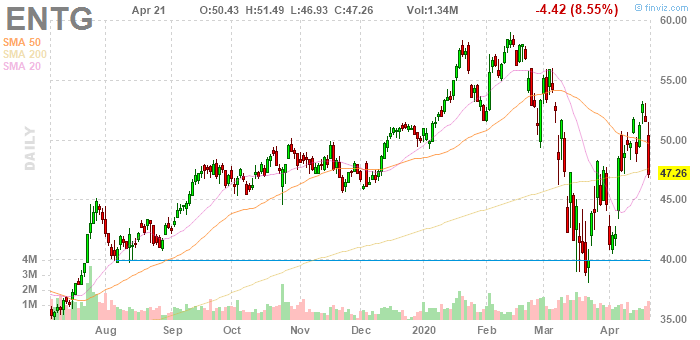 © finviz.com
ENTG Apr 21 O:50.43 H:51.49 L:46.93 C:47.26 Vol:1.34M -4.42 (8.55%)
SMA 50
SMA 200
SMA 20
DAILY
60.00
55.00
50.00
47.26
45.00
40.00
35.00
4M
3M
2M
1M
Aug Sep Oct Nov Dec 2020 Feb Mar Apr